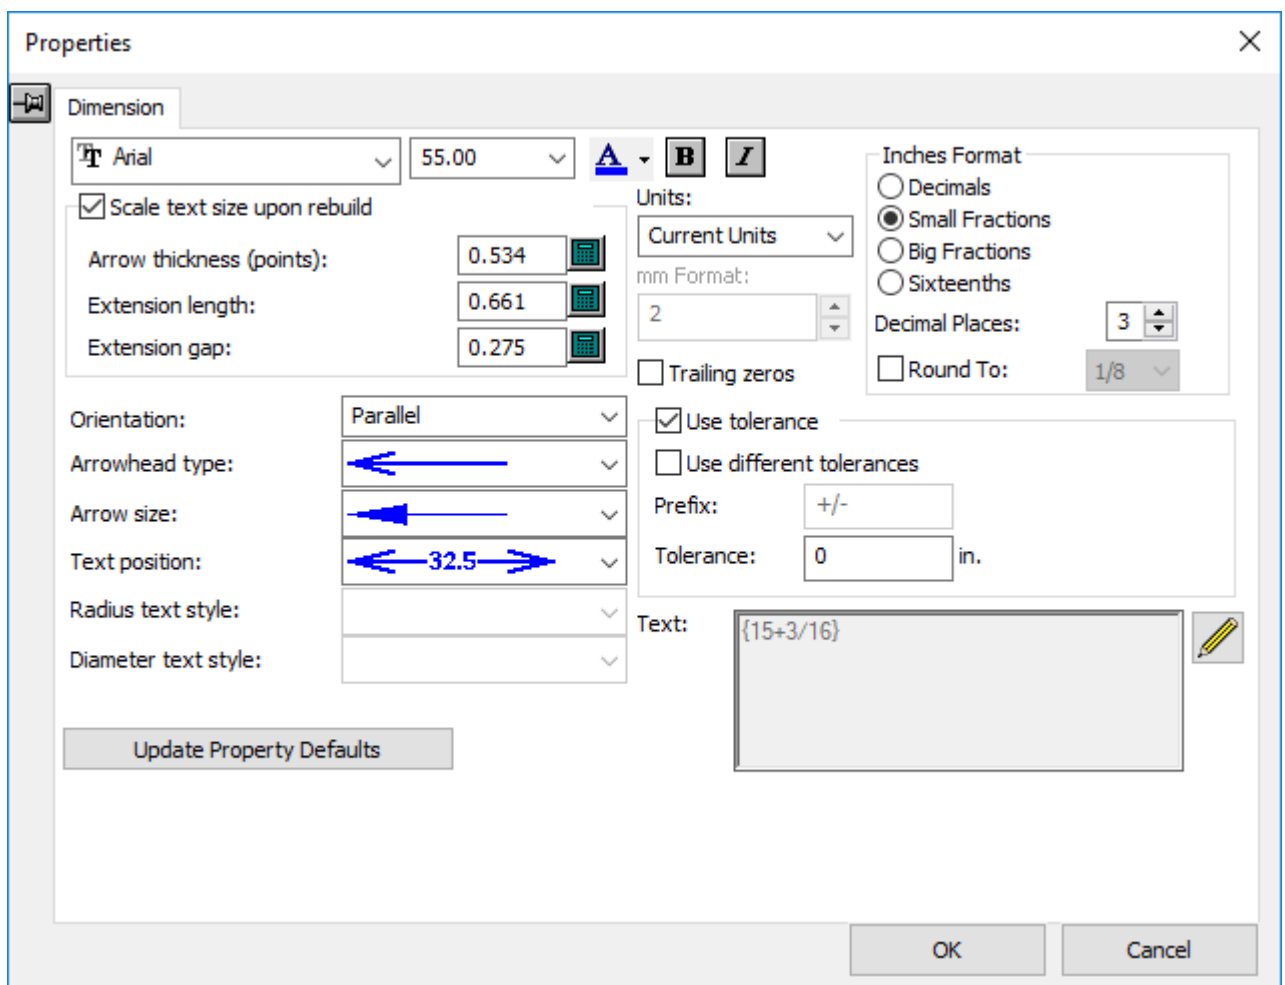 Properties
Dimension
Arial
55.00
A
B
I
Scale text size upon rebuild
Arrow thickness (points):
0.534
Extension length:
0.661
Extension gap:
0.275
Units:
Current Units
mm Format:
2
Trailing zeros
Inches Format
Decimals
Small Fractions
Big Fractions
Sixteenths
Decimal Places:
3
Round To:
1/8
Orientation:
Parallel
Arrowhead type:
Arrow size:
Text position:
32.5
Radius text style:
Diameter text style:
Use tolerance
Use different tolerances
Prefix:
+/-
Tolerance:
0
in.
Text:
{15+3/16}
Update Property Defaults
OK
Cancel